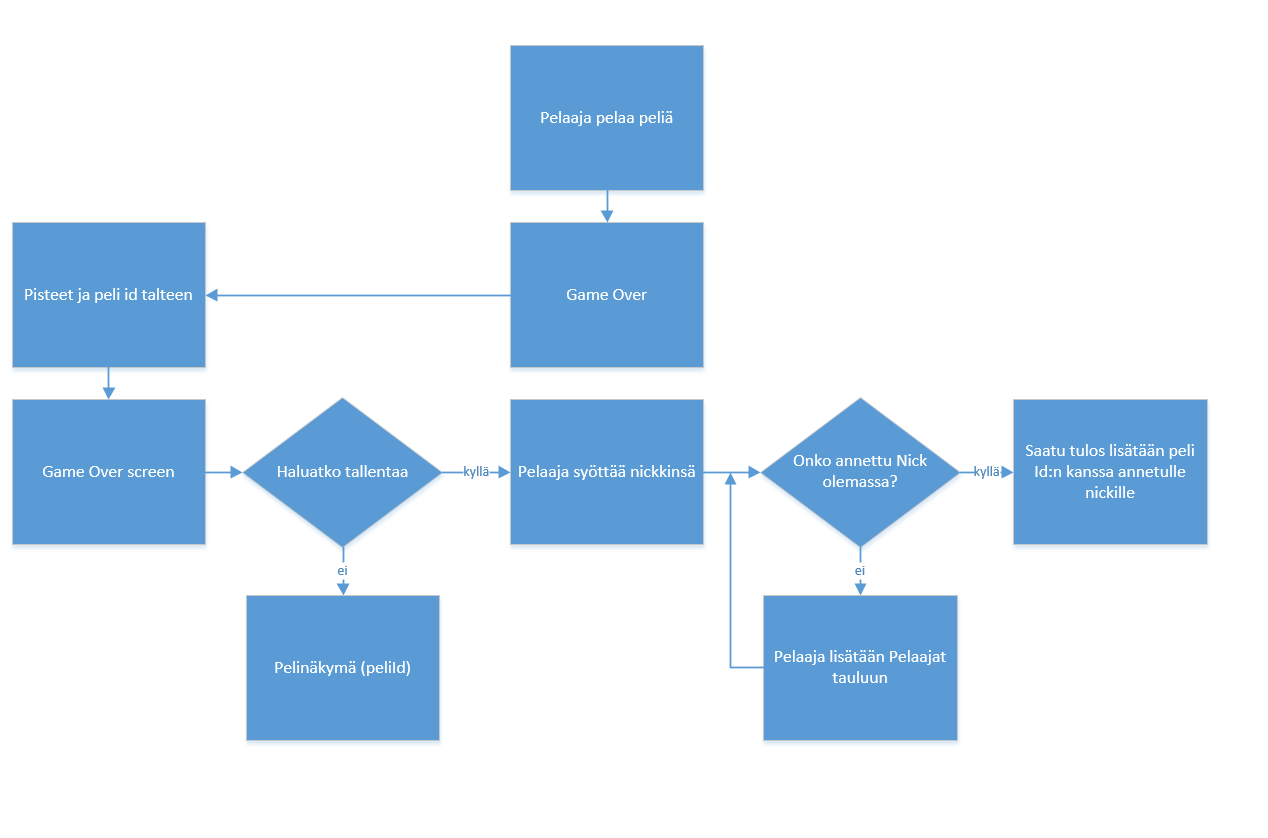 Pelaaja pelaa peliä
Pisteet ja peli id talteen
Game Over
Game Over screen
Haluatko tallentaa
kyllä
Pelaaja syöttää nickkinsä
Onko annettu Nick
olemassa?
kyllä
Saatu tulos lisätään peli
Id:n kanssa annetulle
nickille
ei
ei
Pelinäkymä (peliId)
Pelaaja lisätään Pelaajat
tauluun